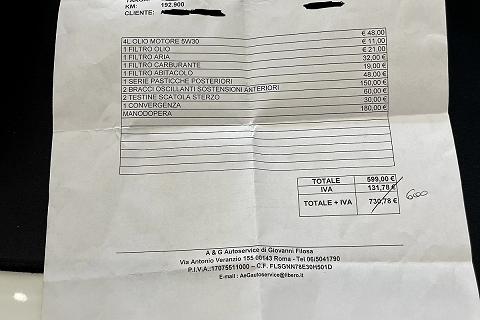 KM: 192.900
CLIENTE:
4L OLIO MOTORE 5W30 € 48,00
1 FILTRO OLIO € 11,00
1 FILTRO ARIA € 21,00
1 FILTRO CARBURANTE 32,00 €
1 FILTRO ABITACOLO 19,00 €
1 SERIE PASTICCHE POSTERIORI 48,00 €
2 BRACCI OSCILLANTI SOSTENSIONI ANTERIORI 150,00 €
2 TESTINE SCATOLA STERZO 60,00 €
1 CONVERGENZA 30,00 €
MANODOPERA 180,00 €
TOTALE 599,00 €
IVA 131,78 €
TOTALE + IVA 730,78 € 600
A & G Autoservice di Giovanni Filosa
Via Antonio Veranzio 155 00143 Roma - Tel 06/5041790
P.I.V.A.:17075511000 – C.F. FLSGNN78E30H501D
E-mail : AeGautoservice@libero.it